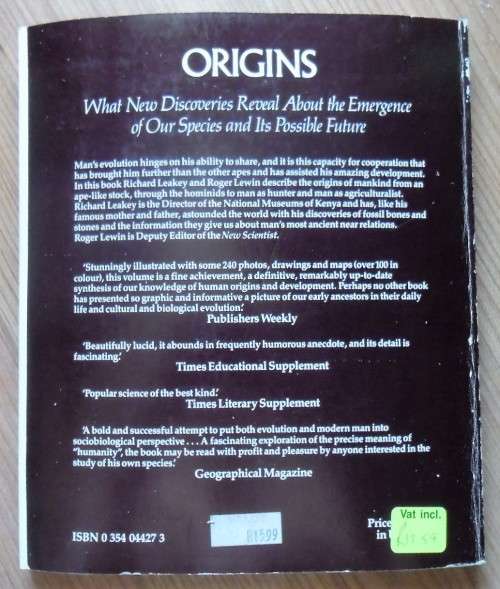 ORIGINS
What New Discoveries Reveal About the Emergence
of Our Species and Its Possible Future
Man's evolution hinges on his ability to share, and it is this capacity for cooperation that
has brought him further than the other apes and has assisted his amazing development.
In this book Richard Leakey and Roger Lewin describe the origins of mankind from an
ape-like stock, through the hominids to man as hunter and man as agriculturalist.
Richard Leakey is the Director of the National Museums of Kenya and has, like his
famous mother and father, astounded the world with his discoveries of fossil bones and
stones and the information they give us about man's most ancient near relations.
Roger Lewin is Deputy Editor of the New Scientist.
'Stunningly illustrated with some 240 photos, drawings and maps (over 100 in
colour), this volume is a fine achievement, a definitive, remarkably up-to-date
synthesis of our knowledge of human origins and development. Perhaps no other book
has presented so graphic and informative a picture of our early ancestors in their daily
life and cultural and biological evolution.'
Publishers Weekly
'Beautifully lucid, it abounds in frequently humorous anecdote, and its detail is
fascinating.'
Times Educational Supplement
'Popular science of the best kind.'
Times Literary Supplement
'A bold and successful attempt to put both evolution and modern man into
sociobiological perspective . . . A fascinating exploration of the precise meaning of
"humanity", the book may be read with profit and pleasure by anyone interested in the
study of his own species.'
Geographical Magazine
ISBN 0 354 04427 3
Price
in
Vat incl.